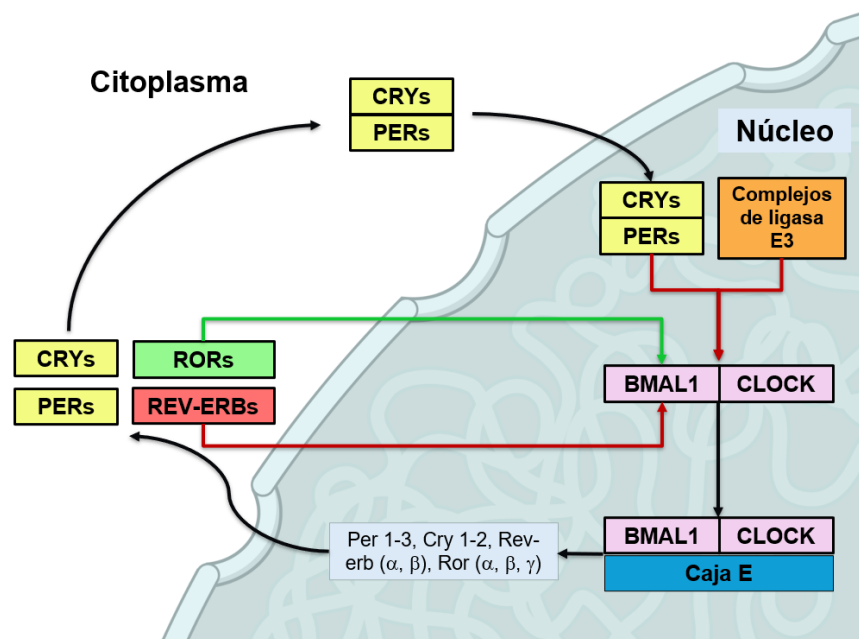 Citoplasma
CRYs
PERs
Núcleo
CRYs
PERs
Complejos
de ligasa
E3
CRYs
PERs
RORs
REV-ERBs
BMAL1
CLOCK
BMAL1
CLOCK
Caja E
Per 1-3, Cry 1-2, Rev-
erb (α, β), Ror (α, β, γ)